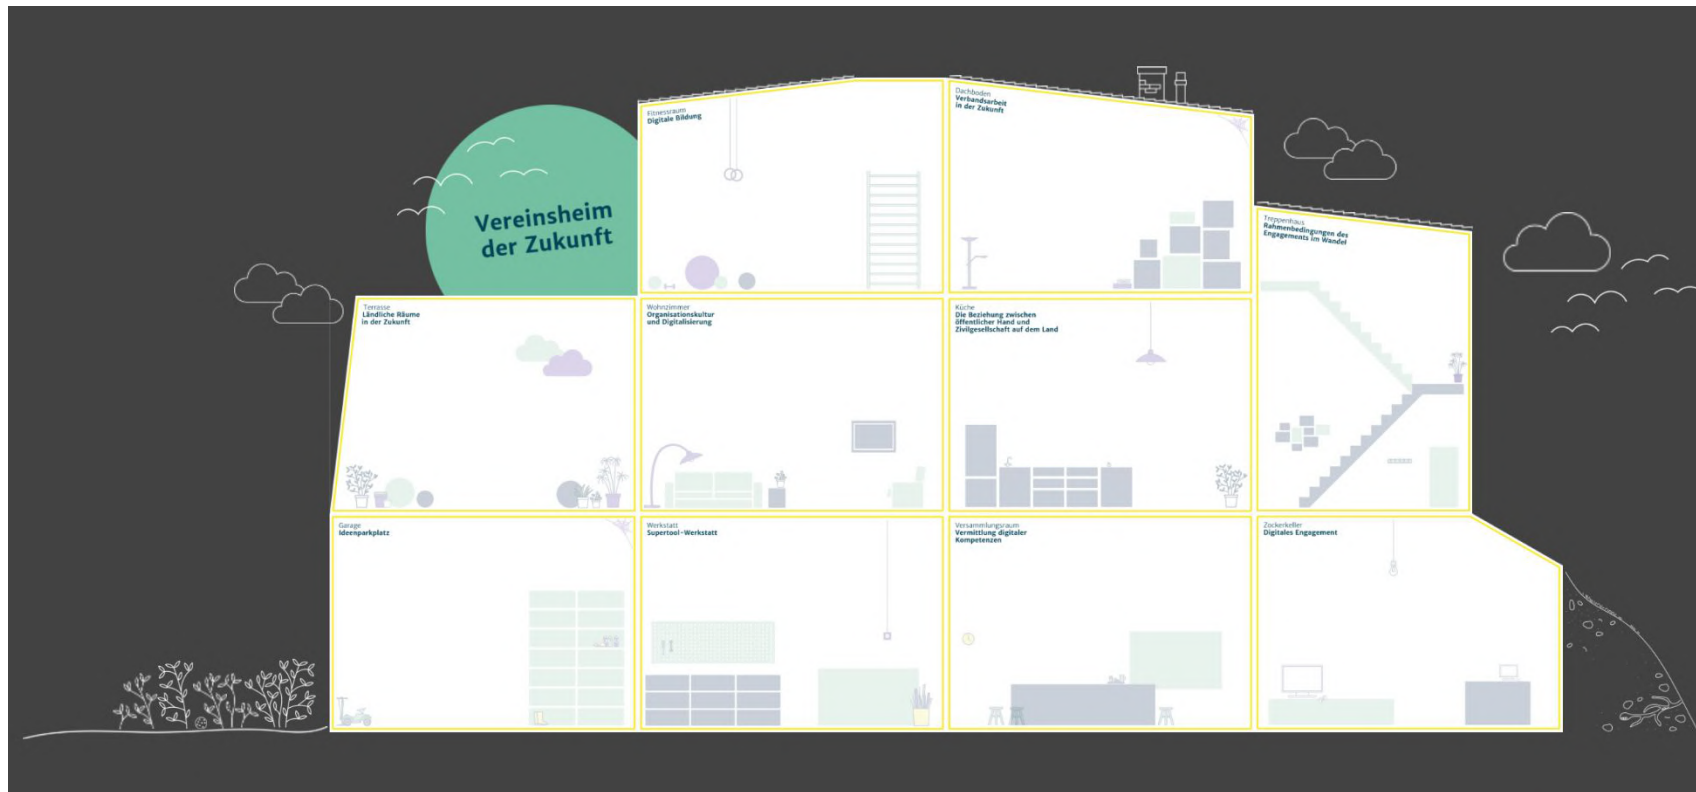 Vereinsheim
der Zukunft
Fitnessraum
Digitale Bildung
Dachboden
Verbandsarbeit
in der Zukunft
Treppenhaus
Rahmenbedingungen des
Engagements im Wandel
Terrasse
Ländliche Räume
in der Zukunft
Wohnzimmer
Organisationskultur
und Digitalisierung
Küche
Die Beziehung zwischen
öffentlicher Hand und
Zivilgesellschaft auf dem Land
Garage
Ideenparkplatz
Werkstatt
Supertool-Werkstatt
Versammlungsraum
Vermittlung digitaler
Kompetenzen
Zockerkeller
Digitales Engagement